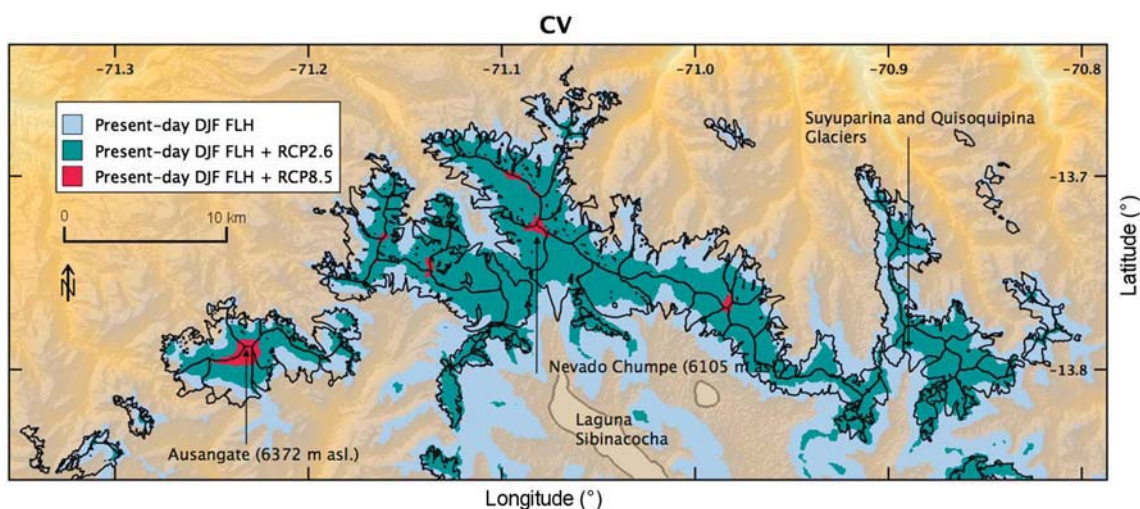 CV
-71.3 -71.2 -71.1 -71.0 -70.9 -70.8
Present-day DJF FLH
Present-day DJF FLH + RCP2.6
Present-day DJF FLH + RCP8.5
0 10 km
N
Suyuparina and Quisoquipina
Glaciers
-13.7
Latitude (°)
-13.8
Nevado Chumpe (6105 m asl.)
Laguna
Sibinacocha
Ausangate (6372 m asl.)
Longitude (°)